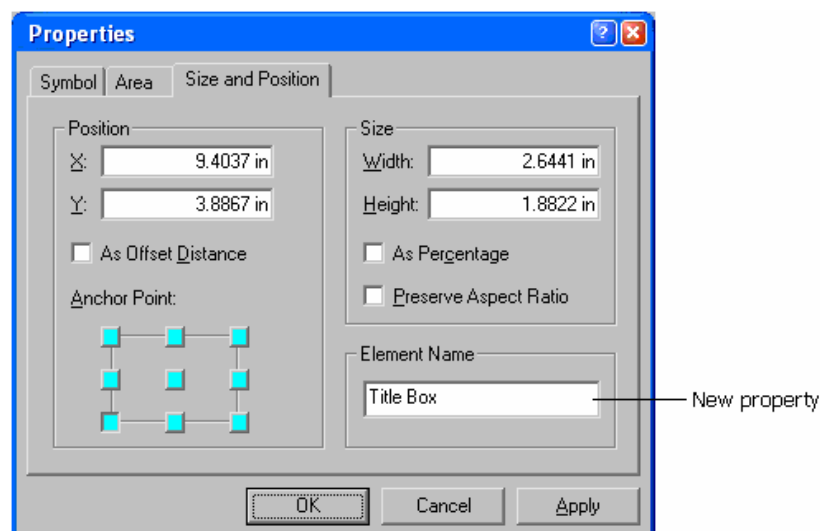 Properties
Symbol Area Size and Position
Position
X: 9.4037 in
Y: 3.8867 in
As Offset Distance
Anchor Point:
Size
Width: 2.6441 in
Height: 1.8822 in
As Percentage
Preserve Aspect Ratio
Element Name
Title Box
New property
OK Cancel Apply